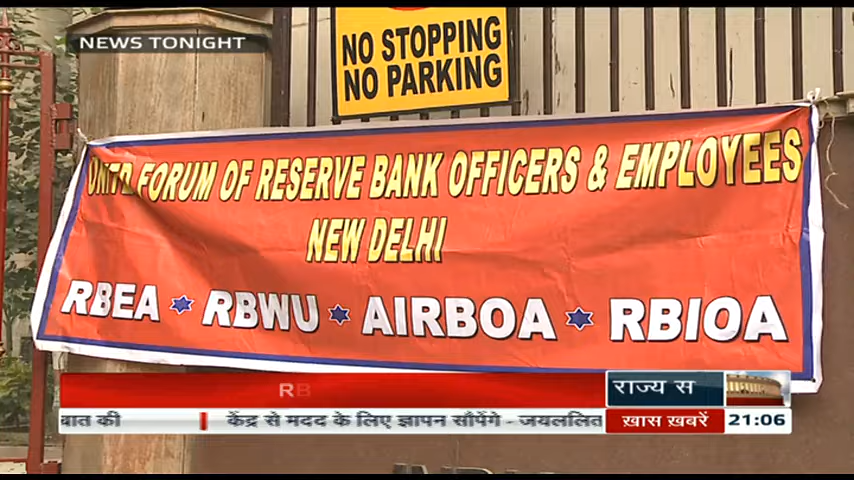 NEWS TONIGHT
NO STOPPING
NO PARKING
FORUM OF RESERVE BANK OFFICERS & EMPLOYEES
NEW DELHI
RBEA ✶ RBWU ✶ AIRBOA ✶ RBIOA
RB
राज्य स
बात की
केंद्र से मदद के लिए ज्ञापन सौपेंगे - जयललित
ख़ास ख़बरें
21:06